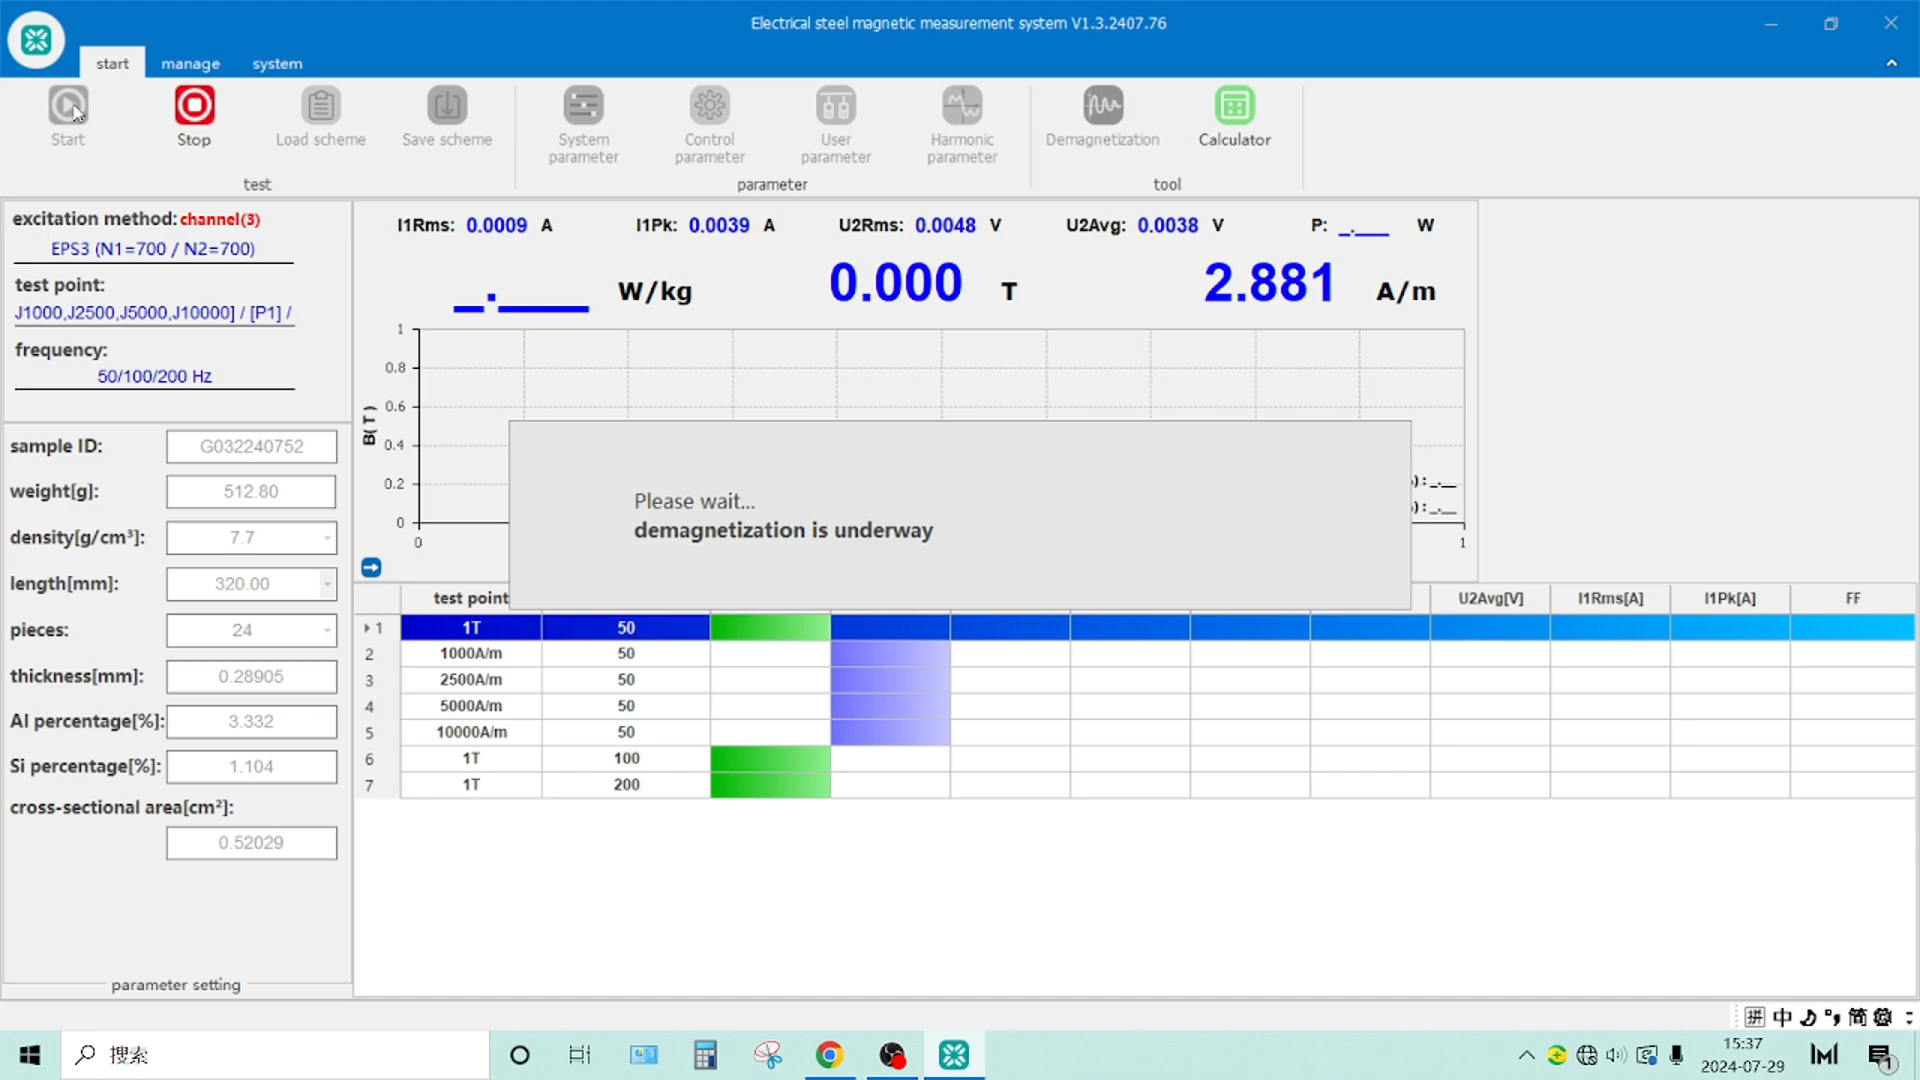 Electrical steel magnetic measurement system V1.3.2407.76
start manage system
Start Stop Load scheme Save scheme System parameter Control parameter User parameter Harmonic parameter Demagnetization Calculator
test parameter tool
excitation method: channel(3)
EPS3 (N1=700 / N2=700)
test point:
J1000,J2500,J5000,J10000] / [P1] /
frequency:
50/100/200 Hz
I1Rms: 0.0009 A I1Pk: 0.0039 A U2Rms: 0.0048 V U2Avg: 0.0038 V P: _.___ W
_.____ W/kg 0.000 T 2.881 A/m
1
0.8
0.6
0.4
0.2
0
B(T)
0 1
):_.__
):_.__
Please wait...
demagnetization is underway
sample ID: G032240752
weight[g]: 512.80
density[g/cm³]: 7.7
length[mm]: 320.00
pieces: 24
thickness[mm]: 0.28905
Al percentage[%]: 3.332
Si percentage[%]: 1.104
cross-sectional area[cm²]:
0.52029
parameter setting
test point U2Avg[V] I1Rms[A] I1Pk[A] FF
1 1T 50
2 1000A/m 50
3 2500A/m 50
4 5000A/m 50
5 10000A/m 50
6 1T 100
7 1T 200
拼 中 简
搜索
15:37
2024-07-29
1